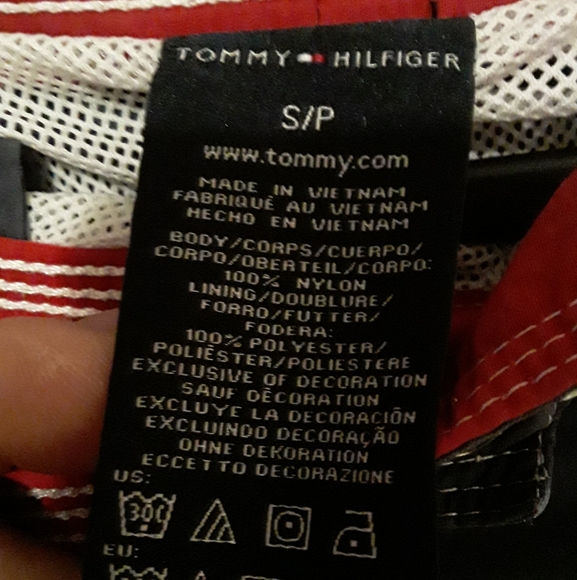 TOMMY HILFIGER
S/P
www.tommy.com
MADE IN VIETNAM
FABRIQUÉ AU VIETNAM
HECHO EN VIETNAM
BODY/CORPS/CUERPO/
CORPO/OBERTEIL/CORPO:
100% NYLON
LINING/DOUBLURE/
FORRO/FUTTER/
FODERA:
100% POLYESTER/
POLIÉSTER/POLIESTERE
EXCLUSIVE OF DECORATION
SAUF DÉCORATION
EXCLUYE LA DECORACIÓN
EXCLUINDO DECORAÇÃO
OHNE DEKORATION
ECCETTO DECORAZIONE
US:
30C
EU: